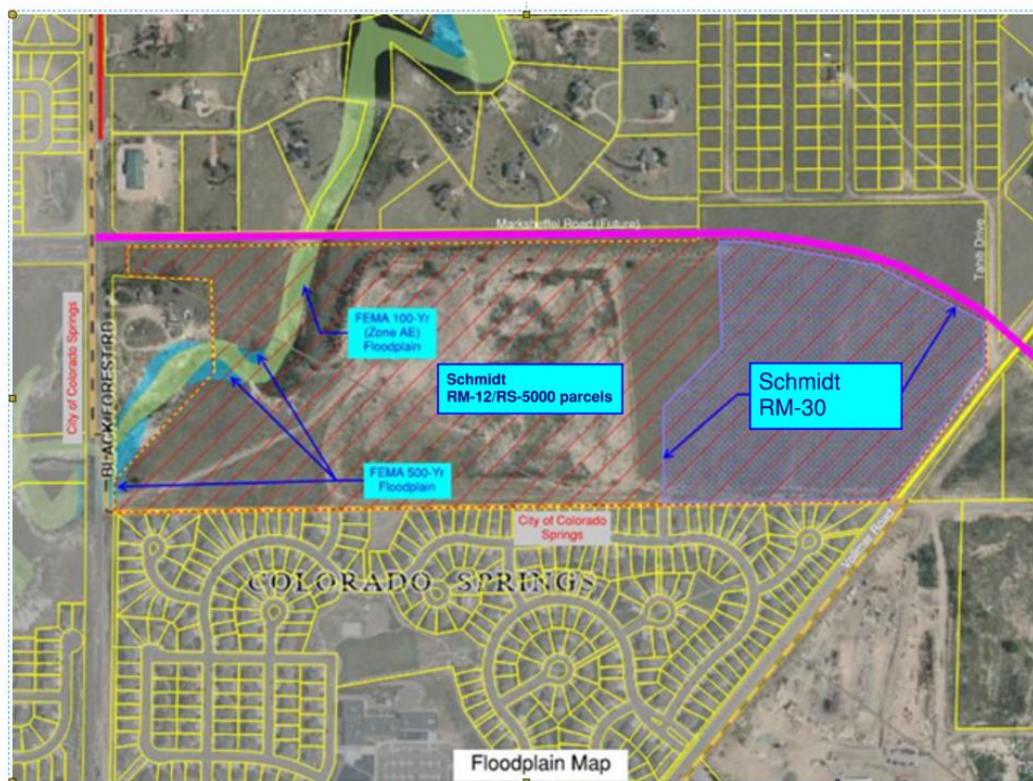 Marksheffel Road (Future)
Tahiti Drive
City of Colorado Springs
BLACK FOREST RD
FEMA 100-Yr
(Zone AE)
Floodplain
Schmidt
RM-12/RS-5000 parcels
Schmidt
RM-30
FEMA 500-Yr
Floodplain
City of Colorado
Springs
Vollmer Road
COLORADO SPRINGS
Floodplain Map